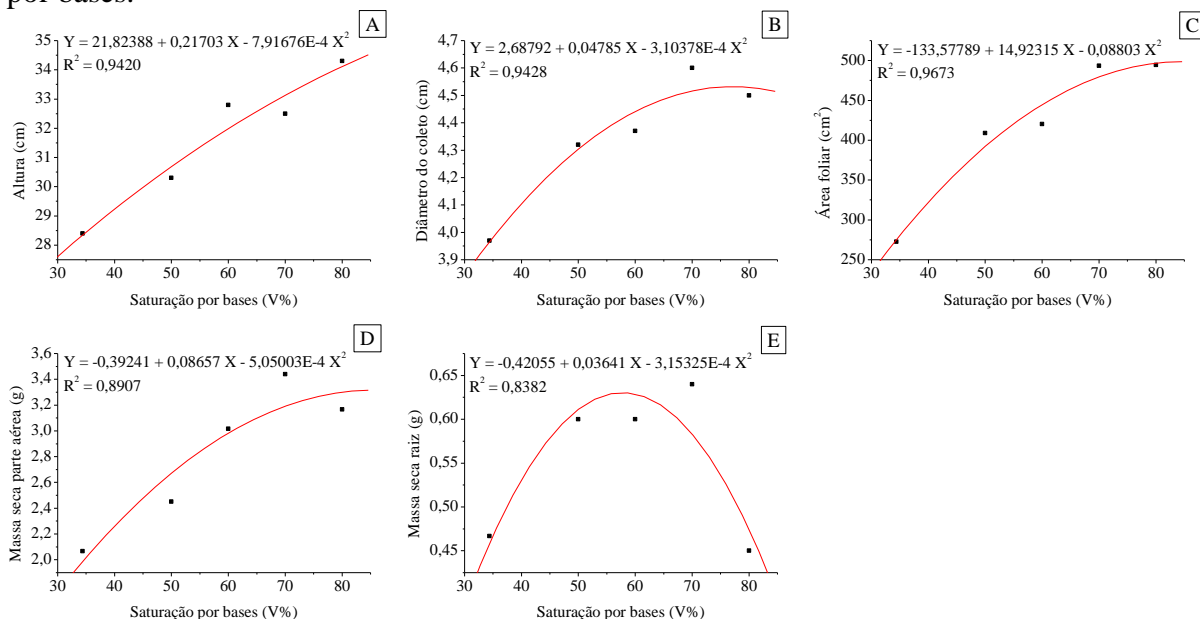 por bases.
A
Y = 21,82388 + 0,21703 X - 7,91676E-4 X²
R² = 0,9420
35
34
33
32
31
30
29
28
Altura (cm)
30 40 50 60 70 80
Saturação por bases (V%)
B
Y = 2,68792 + 0,04785 X - 3,10378E-4 X²
R² = 0,9428
4,7
4,6
4,5
4,4
4,3
4,2
4,1
4,0
3,9
Diâmetro do coleto (cm)
30 40 50 60 70 80
Saturação por bases (V%)
C
Y = -133,57789 + 14,92315 X - 0,08803 X²
R² = 0,9673
500
450
400
350
300
250
Área foliar (cm²)
30 40 50 60 70 80
Saturação por bases (V%)
D
Y = -0,39241 + 0,08657 X - 5,05003E-4 X²
R² = 0,8907
3,6
3,4
3,2
3,0
2,8
2,6
2,4
2,2
2,0
Massa seca parte aérea (g)
30 40 50 60 70 80
Saturação por bases (V%)
E
Y = -0,42055 + 0,03641 X - 3,15325E-4 X²
R² = 0,8382
0,65
0,60
0,55
0,50
0,45
Massa seca raiz (g)
30 40 50 60 70 80
Saturação por bases (V%)